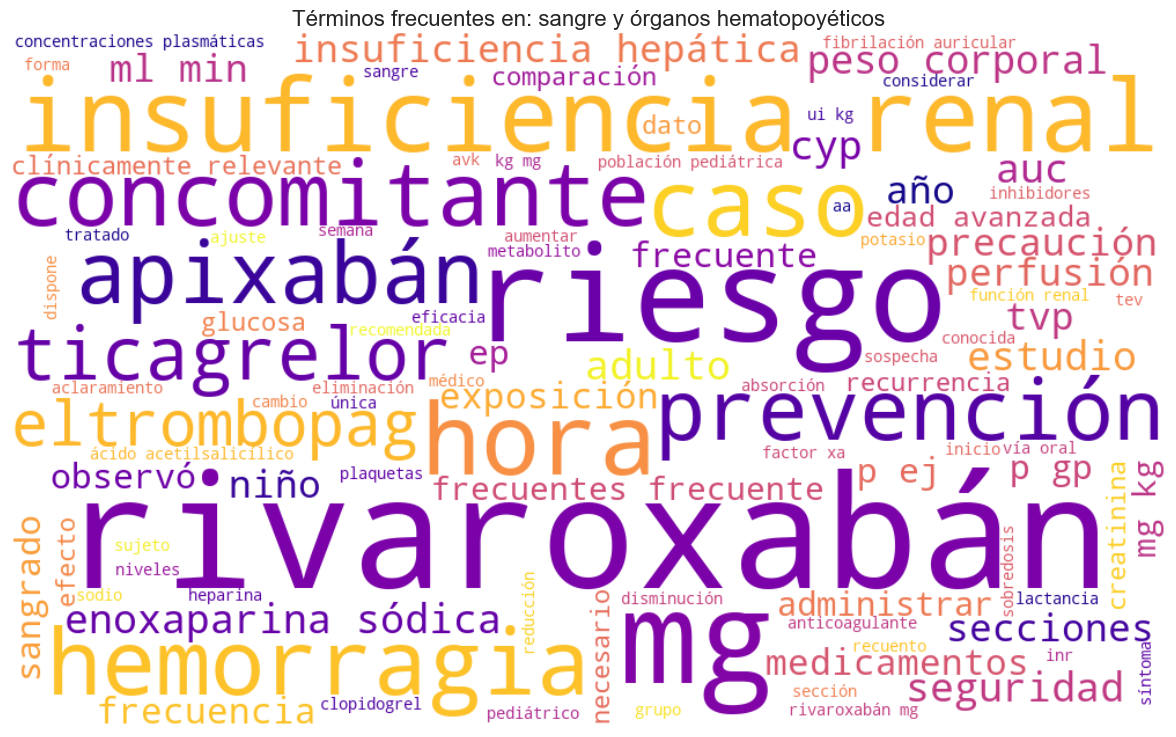 Términos frecuentes en: sangre y órganos hematopoyéticos
concentraciones plasmáticas
insuficiencia hepática
fibrilación auricular
forma
ml min
sangre
comparación
peso corporal
considerar
insuficiencia renal
dato
ui kg
cyp
clínicamente relevante
avk
kg mg
población pediátrica
auc
concomitante
caso
año
inhibidores
aa
edad avanzada
tratado
ajuste
semana
aumentar
potasio
precaución
apixabán
metabolito
frecuente
riesgo
perfusión
dispone
función renal
tev
glucosa
eficacia
tvp
ticagrelor
recomendada
ep
conocida
adulto
sospecha
estudio
aclaramiento
eliminación
médico
absorción
recurrencia
eltrombopag
cambio
única
exposición
hora
prevención
ácido acetilsalicílico
factor xa
inicio
vía oral
observó
niño
plaquetas
p ej
p gp
mg kg
frecuentes frecuente
rivaroxabán
creatinina
sangrado
efecto
sujeto
niveles
sodio
heparina
reducción
necesario
disminución
sobredosis
lactancia
enoxaparina sódica
mg
administrar
anticoagulante
secciones
hemorragia
recuento
inr
síntoma
medicamentos
sección
seguridad
frecuencia
clopidogrel
pediátrico
grupo
rivaroxabán mg